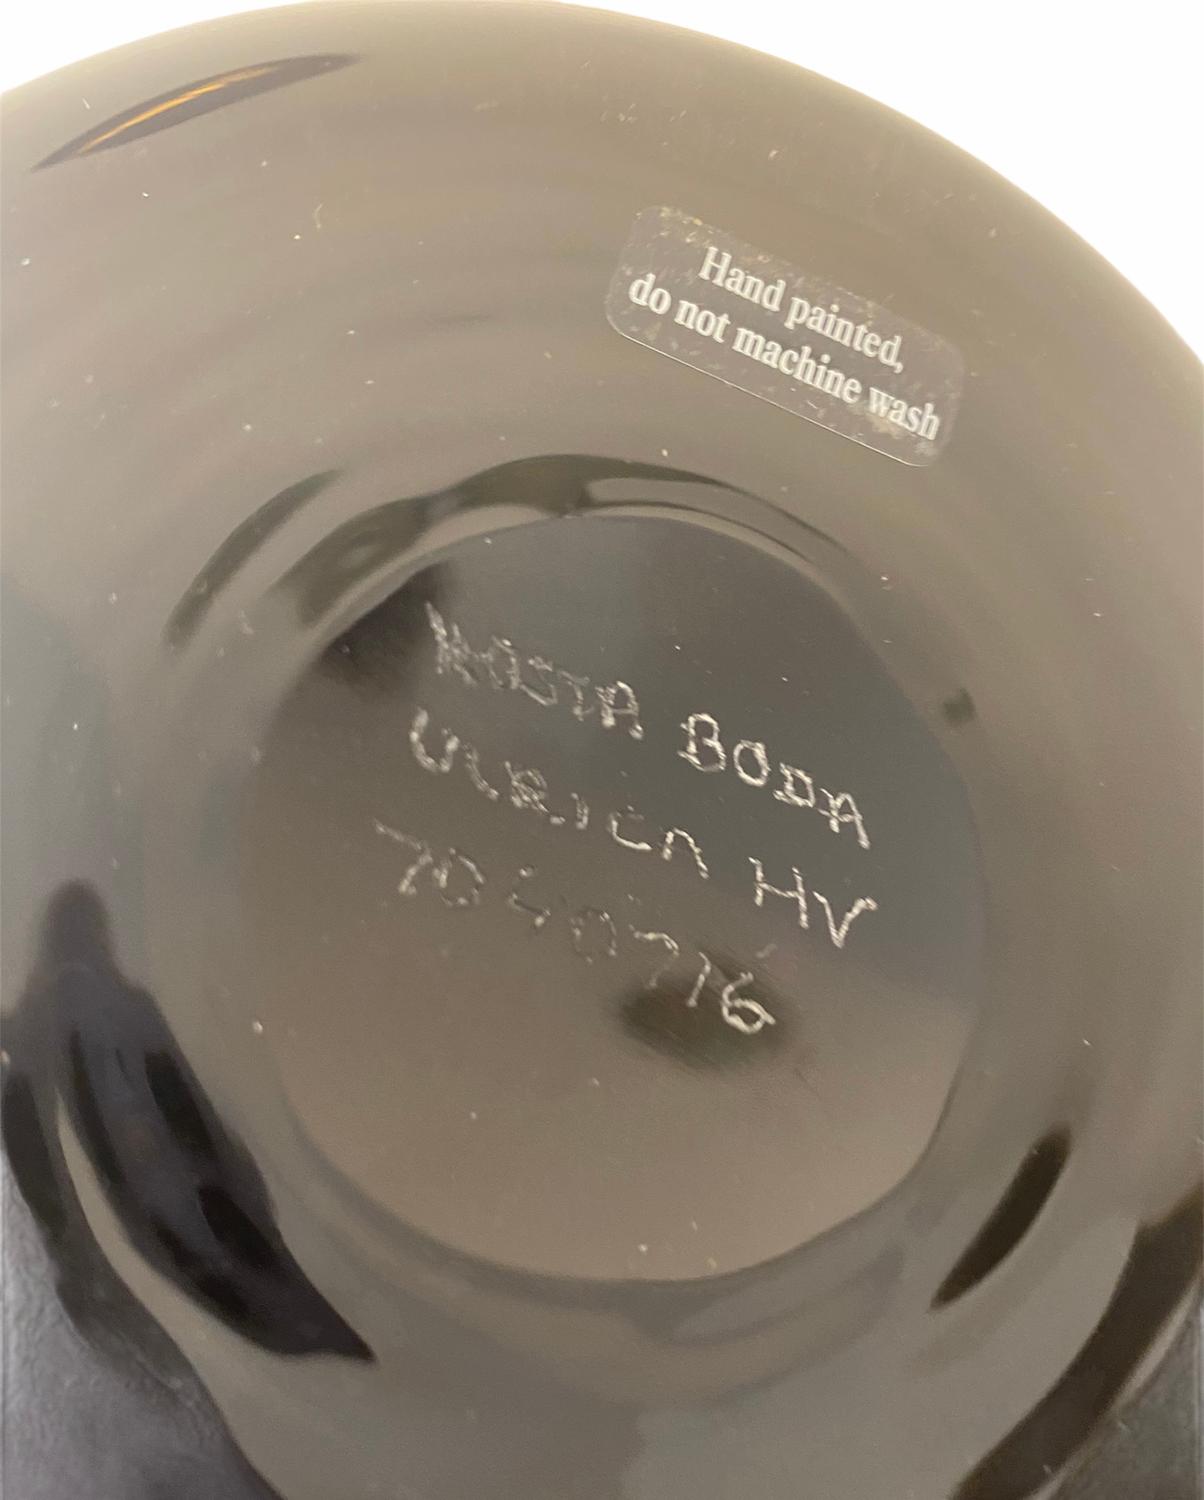 Hand painted,
do not machine wash
KOSTA BODA
ULRICA HV
7040716